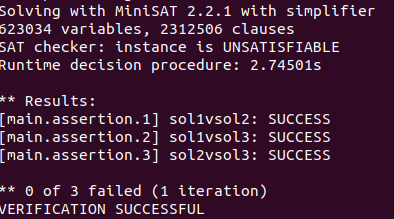 Solving with MiniSAT 2.2.1 with simplifier
623034 variables, 2312506 clauses
SAT checker: instance is UNSATISFIABLE
Runtime decision procedure: 2.74501s
** Results:
[main.assertion.1] sol1vsol2: SUCCESS
[main.assertion.2] sol1vsol3: SUCCESS
[main.assertion.3] sol2vsol3: SUCCESS
** 0 of 3 failed (1 iteration)
VERIFICATION SUCCESSFUL